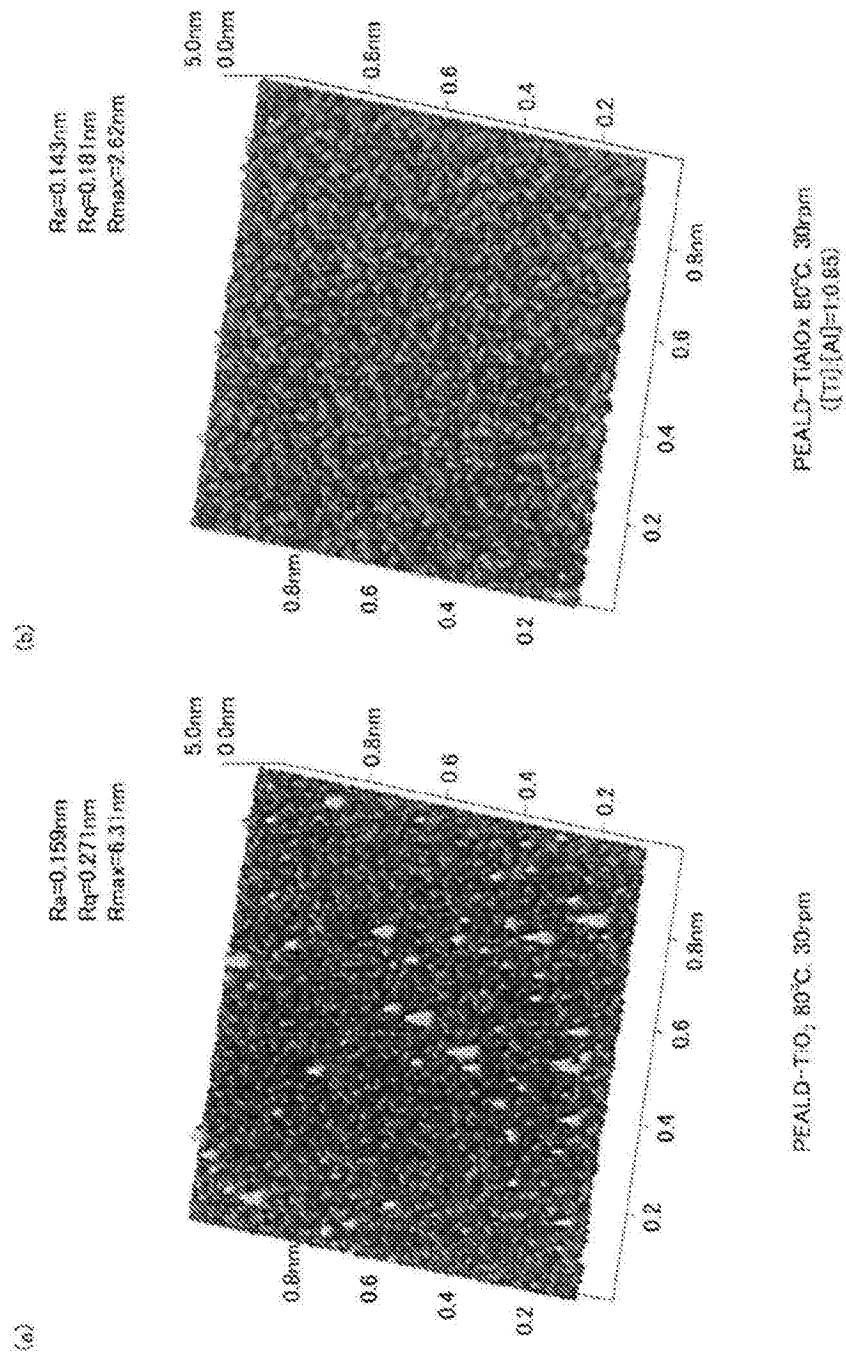 (a)
Ra=0.159nm
Rq=0.271nm
Rmax=6.31nm
5.0nm
0.0nm
0.8nm
0.6
0.4
0.2
0.8nm
0.6
0.4
0.2
0.2
0.4
0.6
0.8nm
PEALD-TiO₂ 80°C, 30rpm
(b)
Ra=0.143nm
Rq=0.181nm
Rmax=2.62nm
5.0nm
0.0nm
0.8nm
0.6
0.4
0.2
0.8nm
0.6
0.4
0.2
0.2
0.4
0.6
0.8nm
PEALD-TiAlOx 80°C, 30rpm
([Ti]:[Al]=1:0.85)